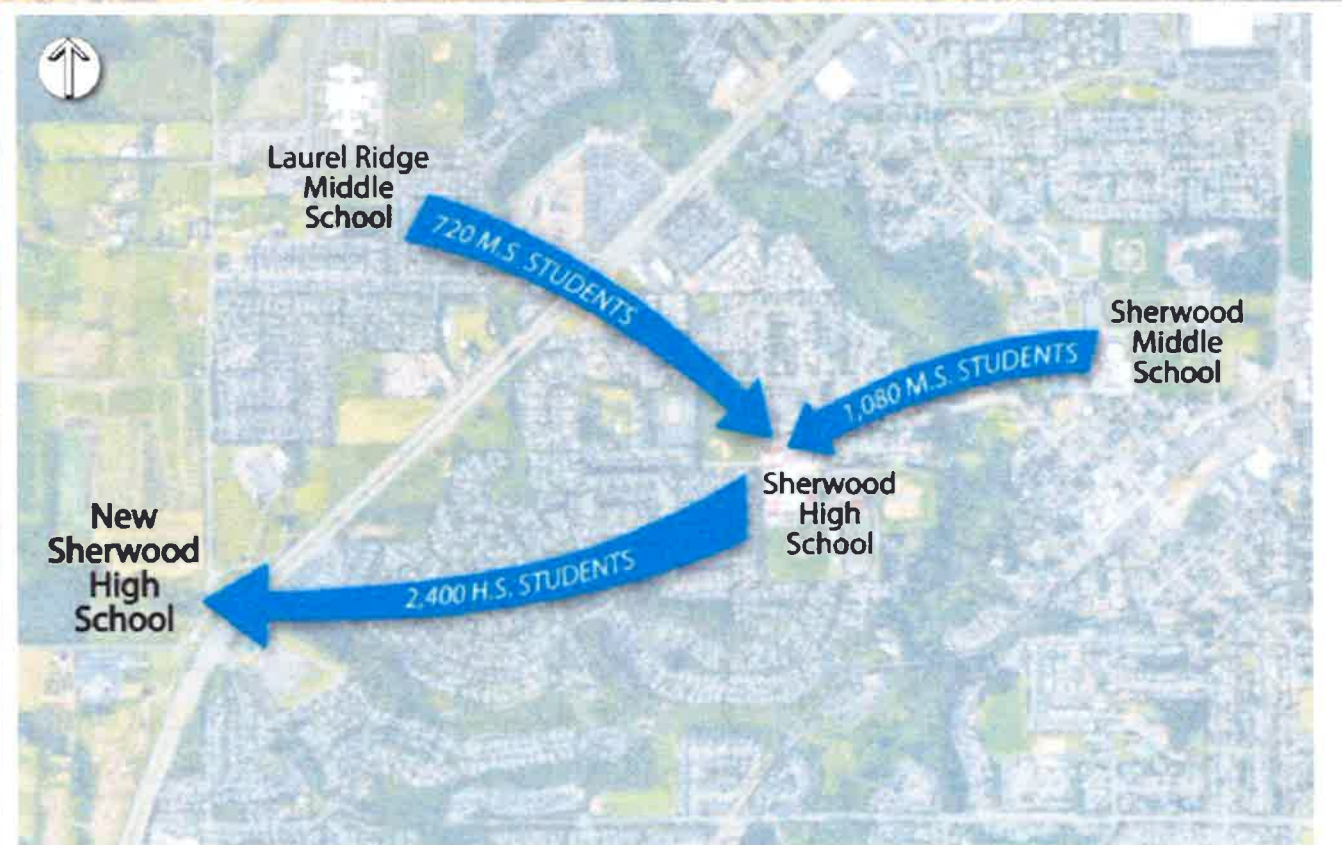 Laurel Ridge
Middle
School
720 M.S. STUDENTS
Sherwood
Middle
School
1,080 M.S. STUDENTS
Sherwood
High
School
New
Sherwood
High
School
2,400 H.S. STUDENTS